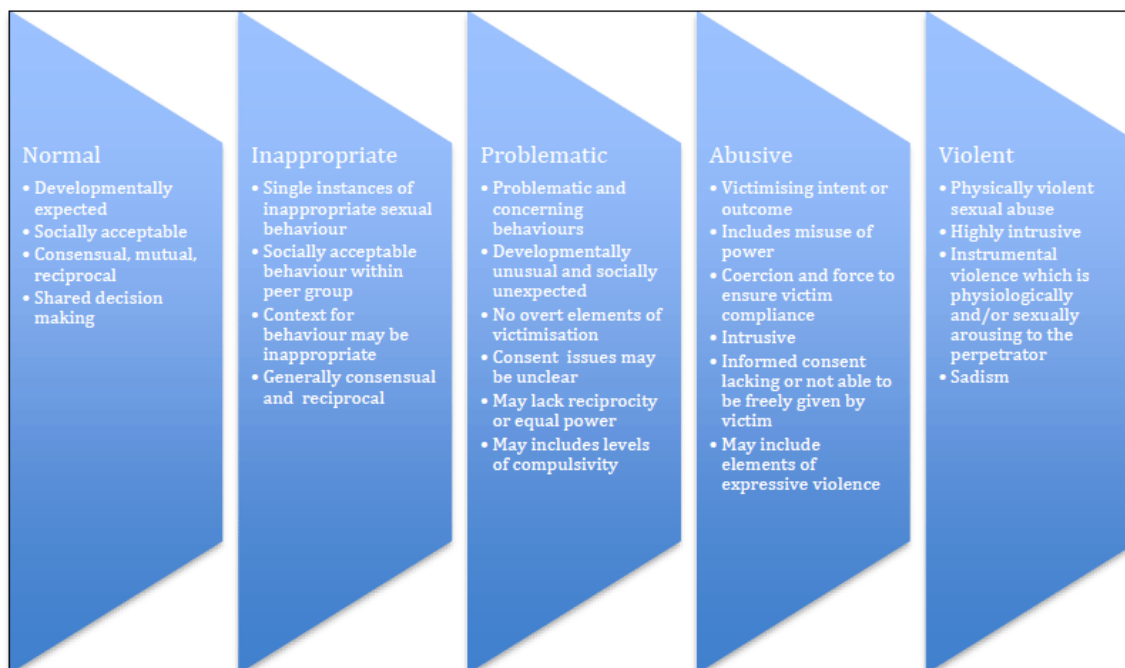 Normal
• Developmentally
expected
• Socially acceptable
• Consensual, mutual,
reciprocal
• Shared decision
making
Inappropriate
• Single instances of
inappropriate sexual
behaviour
• Socially acceptable
behaviour within
peer group
• Context for
behaviour may be
inappropriate
• Generally consensual
and reciprocal
Problematic
• Problematic and
concerning
behaviours
• Developmentally
unusual and socially
unexpected
• No overt elements of
victimisation
• Consent issues may
be unclear
• May lack reciprocity
or equal power
• May includes levels
of compulsivity
Abusive
• Victimising intent or
outcome
• Includes misuse of
power
• Coercion and force to
ensure victim
compliance
• Intrusive
• Informed consent
lacking or not able to
be freely given by
victim
• May include
elements of
expressive violence
Violent
• Physically violent
sexual abuse
• Highly intrusive
• Instrumental
violence which is
physiologically
and/or sexually
arousing to the
perpetrator
• Sadism